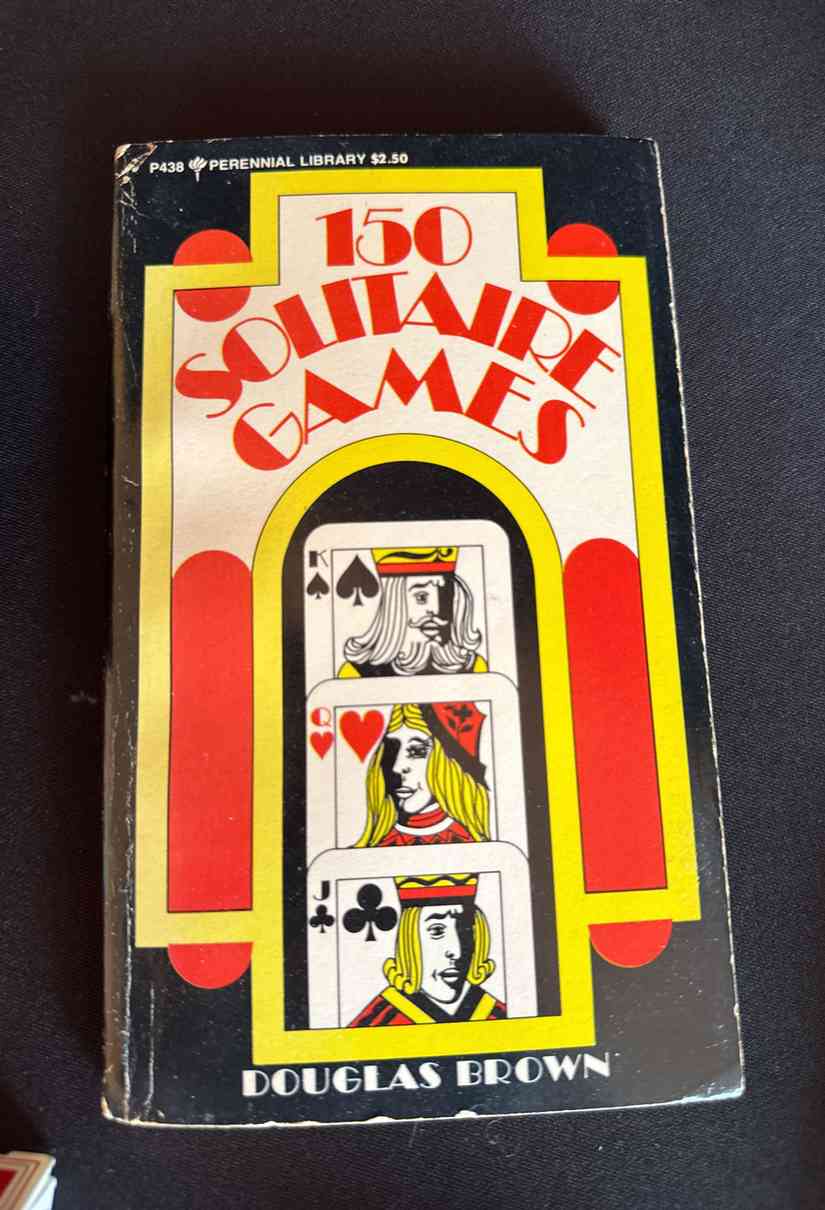 P438 PERENNIAL LIBRARY $2.50
150
SOLITAIRE
GAMES
K
Q
J
DOUGLAS BROWN